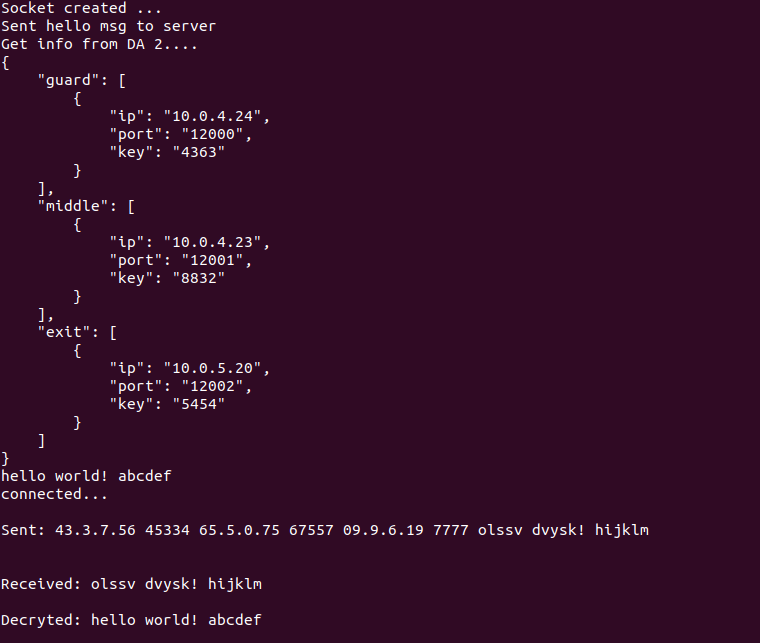 Socket created ...
Sent hello msg to server
Get info from DA 2....
{
    "guard": [
        {
            "ip": "10.0.4.24",
            "port": "12000",
            "key": "4363"
        }
    ],
    "middle": [
        {
            "ip": "10.0.4.23",
            "port": "12001",
            "key": "8832"
        }
    ],
    "exit": [
        {
            "ip": "10.0.5.20",
            "port": "12002",
            "key": "5454"
        }
    ]
}
hello world! abcdef
connected...
Sent: 43.3.7.56 45334 65.5.0.75 67557 09.9.6.19 7777 olssv dvysk! hijklm
Received: olssv dvysk! hijklm
Decryted: hello world! abcdef